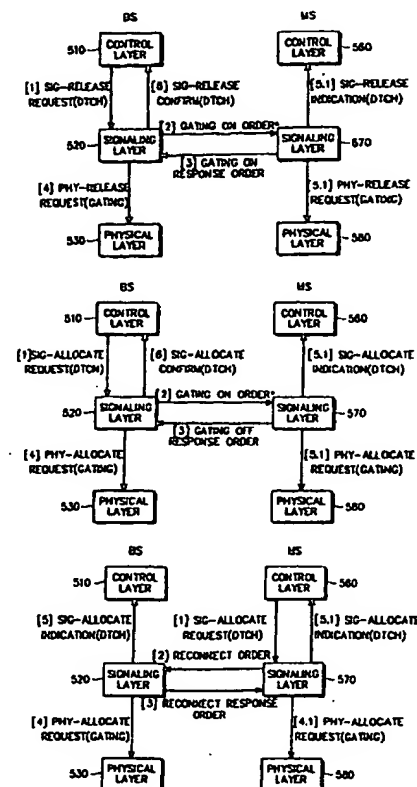 BS MS
510 CONTROL LAYER 560 CONTROL LAYER
[1] SIG-RELEASE REQUEST(DTCH)
[8] SIG-RELEASE CONFIRM(DTCH)
[5.1] SIG-RELEASE INDICATION(DTCH)
[2] GATING ON ORDER*
520 SIGNALING LAYER SIGNALING LAYER 670
[3] GATING ON RESPONSE ORDER
[4] PHY-RELEASE REQUEST(GATING)
[5.1] PHY-RELEASE REQUEST(GATING)
530 PHYSICAL LAYER PHYSICAL LAYER 580
BS MS
510 CONTROL LAYER CONTROL LAYER 560
[1]SIG-ALLOCATE REQUEST(DTCH)
[6] SIG-ALLOCATE CONFIRM(DTCH)
[5.1] SIG-ALLOCATE INDICATION(DTCH)
[2] GATING ON ORDER*
520 SIGNALING LAYER SIGNALING LAYER 570
[3] GATING OFF RESPONSE ORDER
[4] PHY-ALLOCATE REQUEST(GATING)
[5.1] PHY-ALLOCATE REQUEST(GATING)
530 PHYSICAL LAYER PHYSICAL LAYER 580
BS MS
510 CONTROL LAYER 560 CONTROL LAYER
[5] SIG-ALLOCATE INDICATION(DTCH)
[1] SIG-ALLOCATE REQUEST(DTCH)
[5.1] SIG-ALLOCATE INDICATION(DTCH)
[2] RECONNECT ORDER
520 SIGNALING LAYER SIGNALING LAYER 570
[3] RECONNECT RESPONSE ORDER
[4] PHY-ALLOCATE REQUEST(GATING)
[4.1] PHY-ALLOCATE REQUEST(GATING)
530 PHYSICAL LAYER PHYSICAL LAYER 580